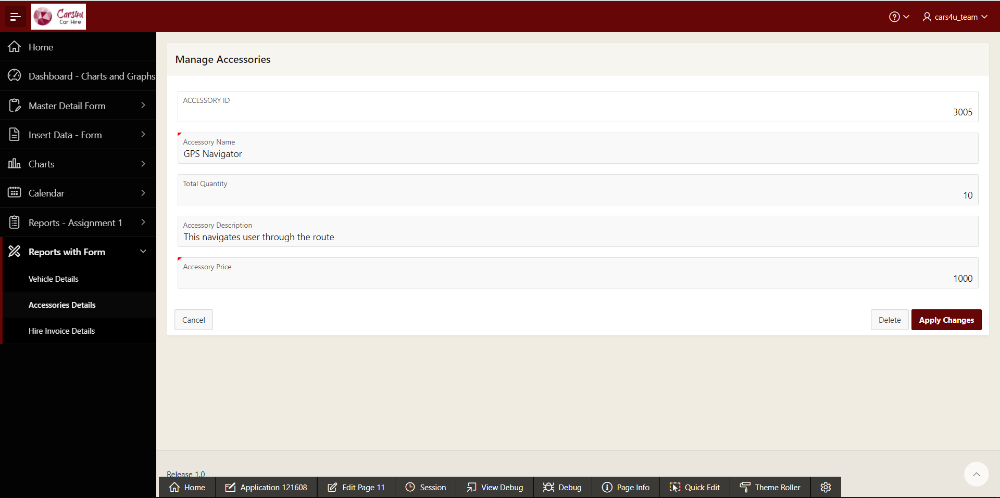 Cars4u
Car Hire
cars4u_team
Home
Dashboard - Charts and Graphs
Master Detail Form
Insert Data - Form
Charts
Calendar
Reports - Assignment 1
Reports with Form
Vehicle Details
Accessories Details
Hire Invoice Details
Manage Accessories
ACCESSORY ID
3005
Accessory Name
GPS Navigator
Total Quantity
10
Accessory Description
This navigates user through the route
Accessory Price
1000
Cancel
Delete
Apply Changes
Release 1.0
Home
Application 121608
Edit Page 11
Session
View Debug
Debug
Page Info
Quick Edit
Theme Roller